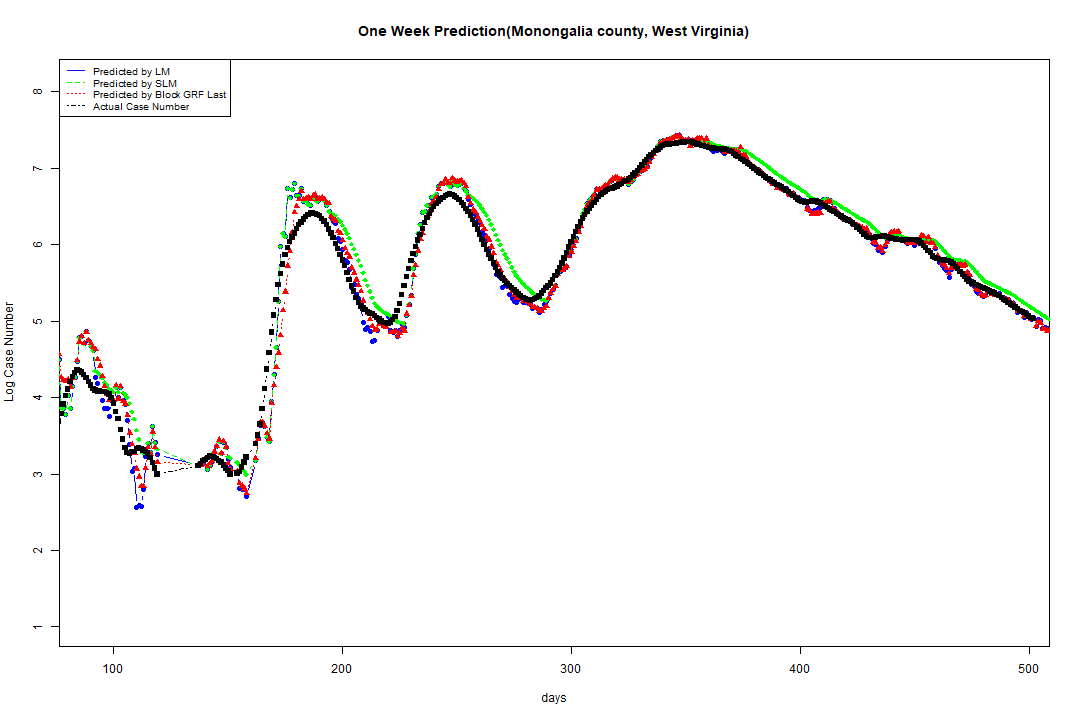 One Week Prediction(Monongalia county, West Virginia)
Predicted by LM
Predicted by SLM
Predicted by Block GRF Last
Actual Case Number
8
7
6
5
4
3
2
1
Log Case Number
100 200 300 400 500
days